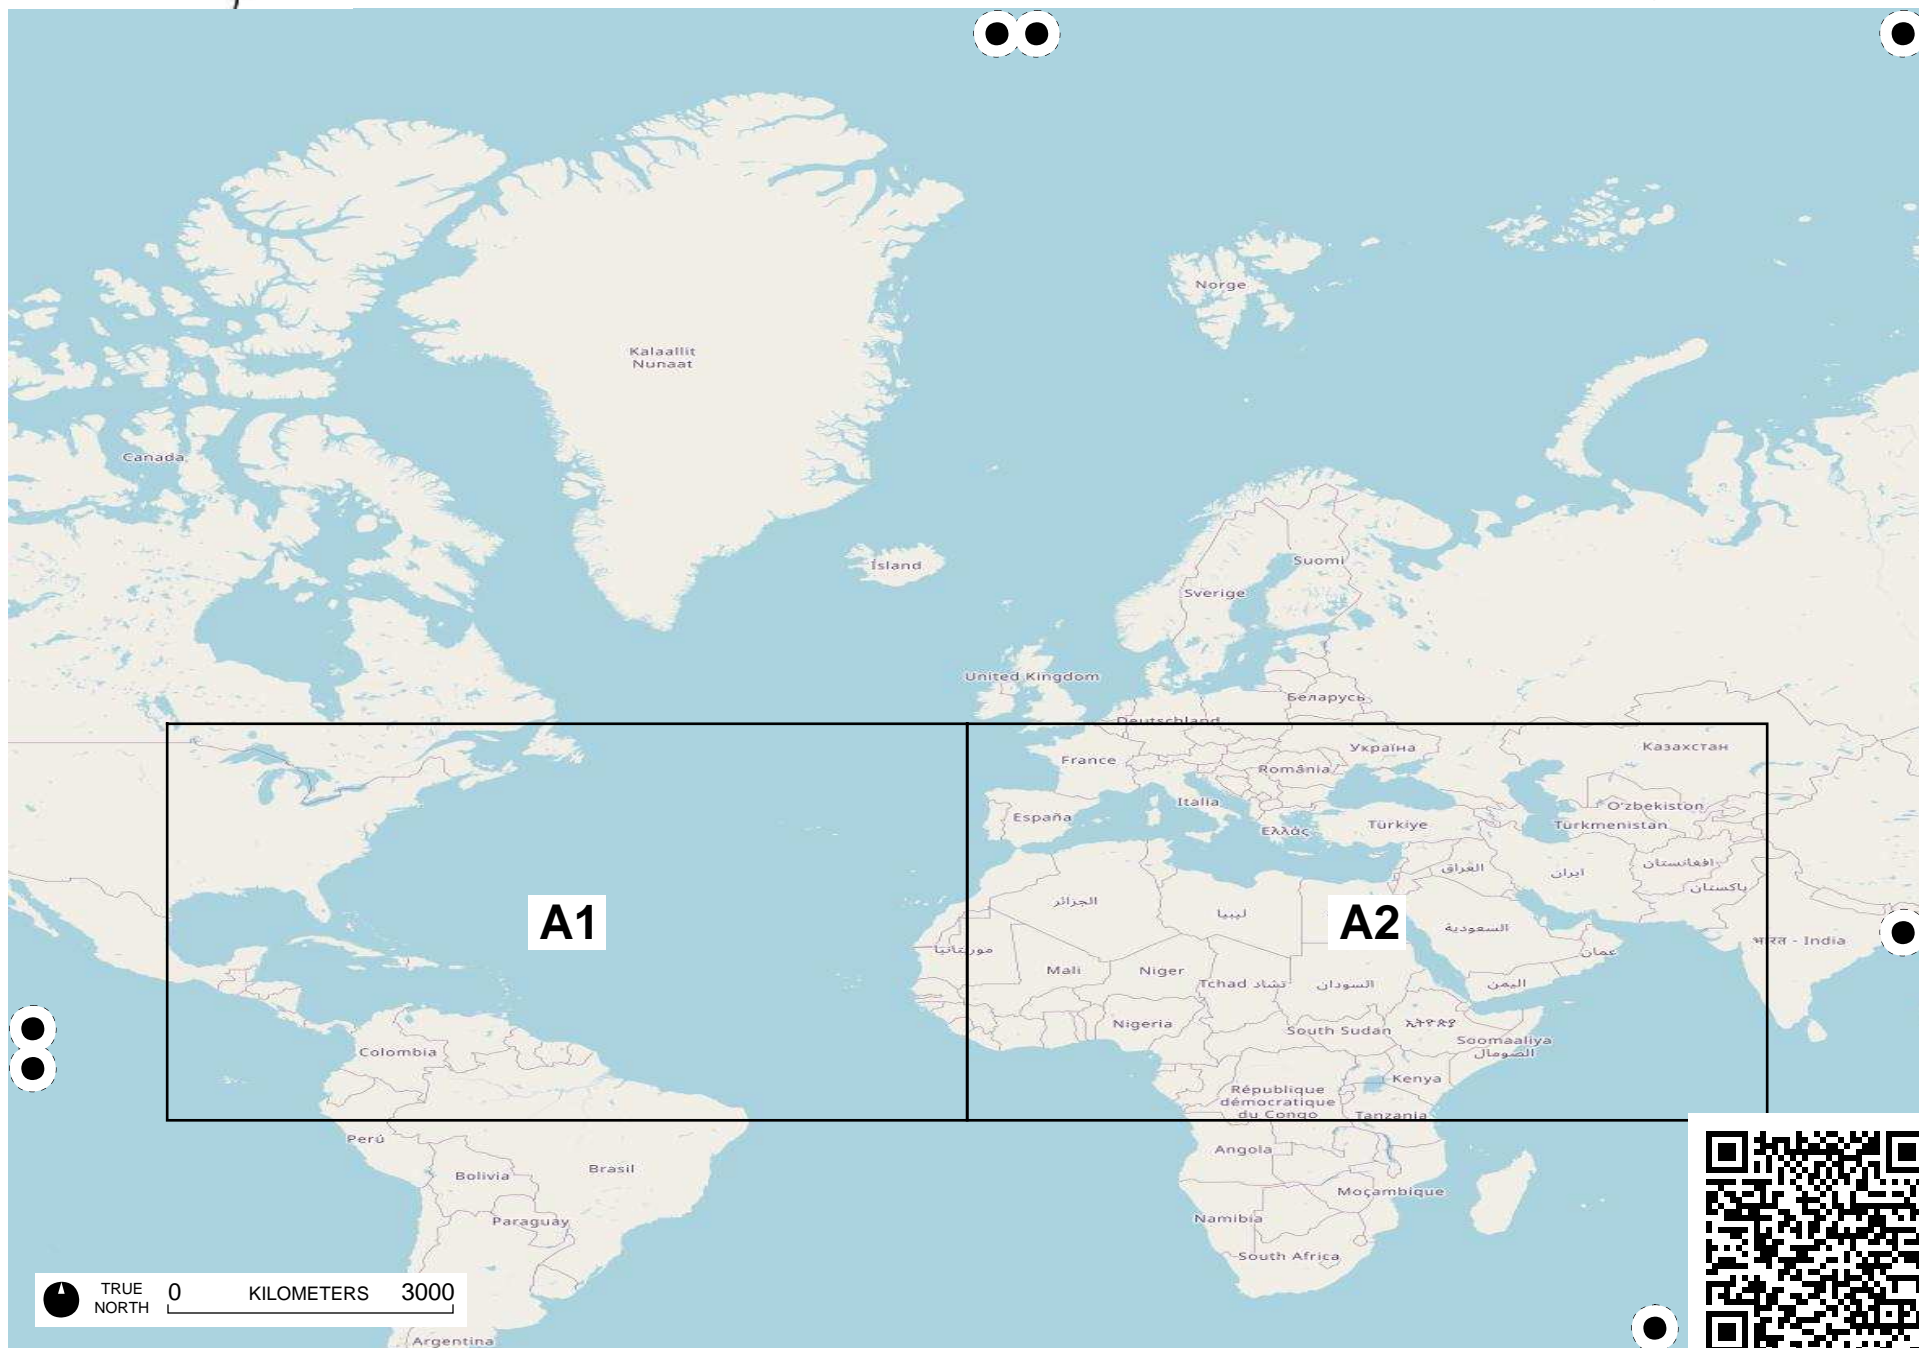 Kalaallit
Nunaat
Norge
Canada
Ísland
Suomi
Sverige
United Kingdom
Беларусь
Deutschland
Україна
Казахстан
France
România
Italia
O'zbekiston
España
Ελλάς
Türkiye
Türkmenistan
العراق
ايران
افغانستان
پاکستان
الجزائر
ليبيا
السعودية
A1
A2
موريتانيا
عمان
भारत - India
Mali
Niger
Tchad تشاد
السودان
اليمن
Nigeria
South Sudan
ኢትዮጵያ
Soomaaliya
الصومال
Colombia
Kenya
République
démocratique
du Congo
Tanzania
Perú
Angola
Bolivia
Brasil
Moçambique
Paraguay
Namibia
South Africa
TRUE
NORTH
0 KILOMETERS 3000
Argentina